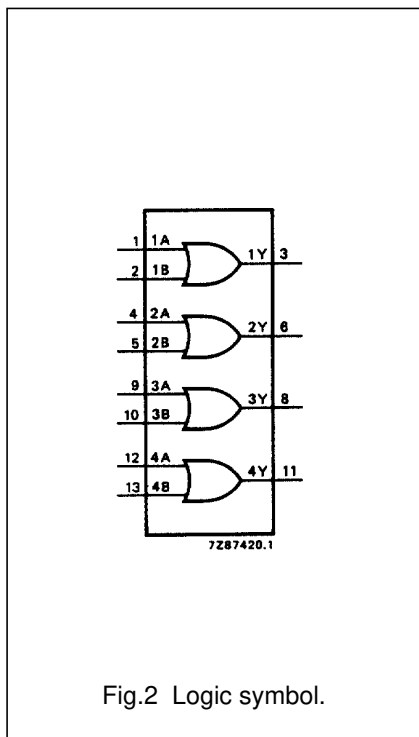 1 1A 1Y 3
2 1B
4 2A 2Y 6
5 2B
9 3A 3Y 8
10 3B
12 4A 4Y 11
13 4B
7Z87420.1
Fig.2 Logic symbol.